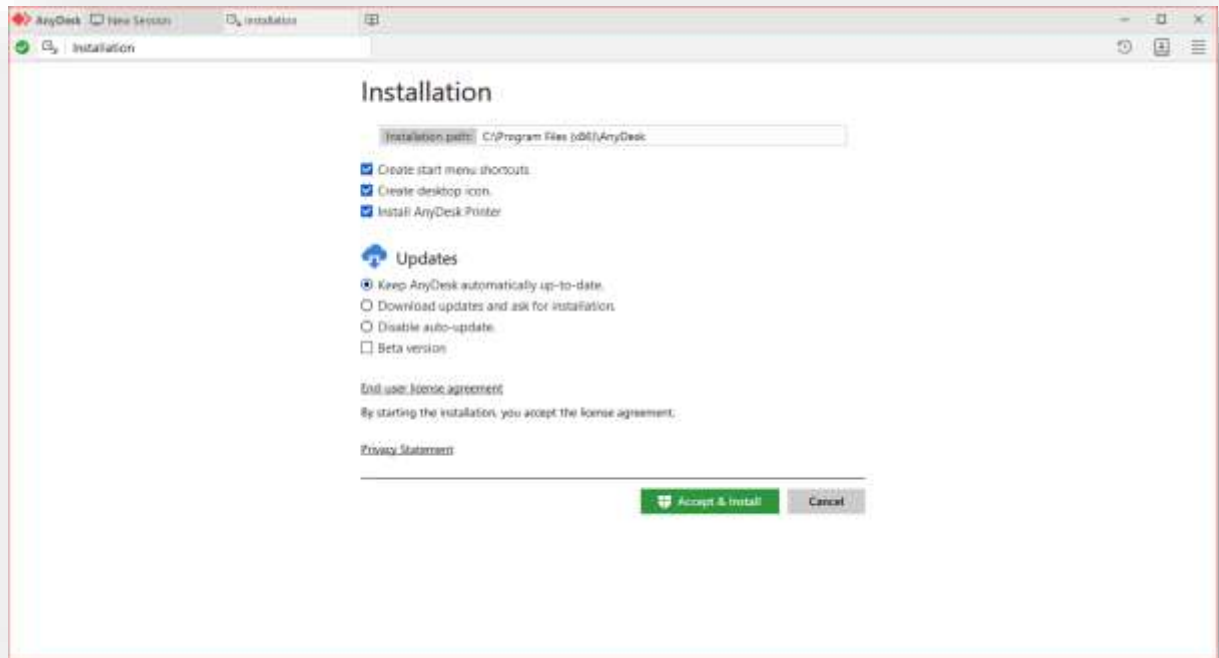 AnyDesk New Session Installation
Installation
Installation
Installation path: C:\Program Files (x86)\AnyDesk
Create start menu shortcuts
Create desktop icon.
Install AnyDesk Printer
Updates
Keep AnyDesk automatically up-to-date.
Download updates and ask for installation.
Disable auto-update.
Beta version
End user license agreement
By starting the installation, you accept the license agreement.
Privacy Statement
Accept & Install Cancel